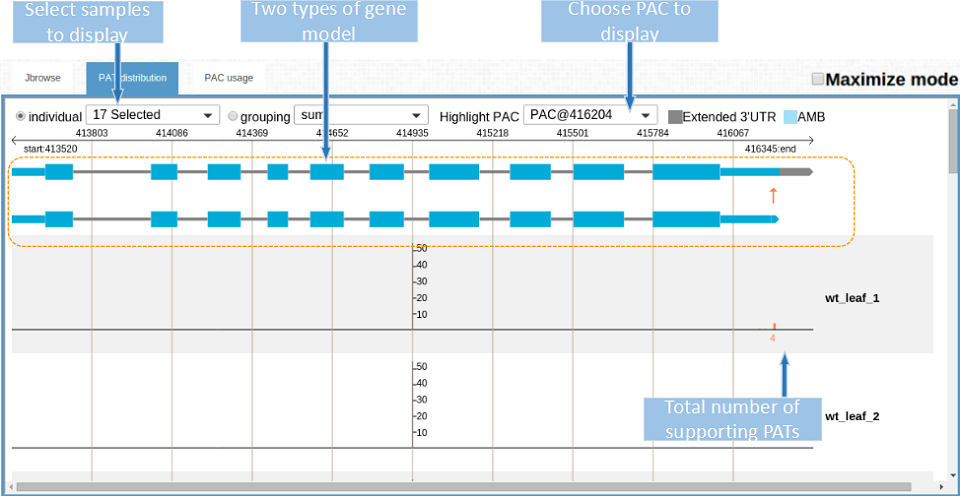 Select samples
to display
Two types of gene
model
Choose PAC to
display
Jbrowse
PAT distribution
PAC usage
Maximize mode
individual
17 Selected
grouping
sum
Highlight PAC
PAC@416204
Extended 3'UTR
AMB
413803 414086 414369 414652 414935 415218 415501 415784 416067
start:413520
416345:end
50
40
30
20
10
wt_leaf_1
4
50
40
30
20
10
wt_leaf_2
Total number of
supporting PATs